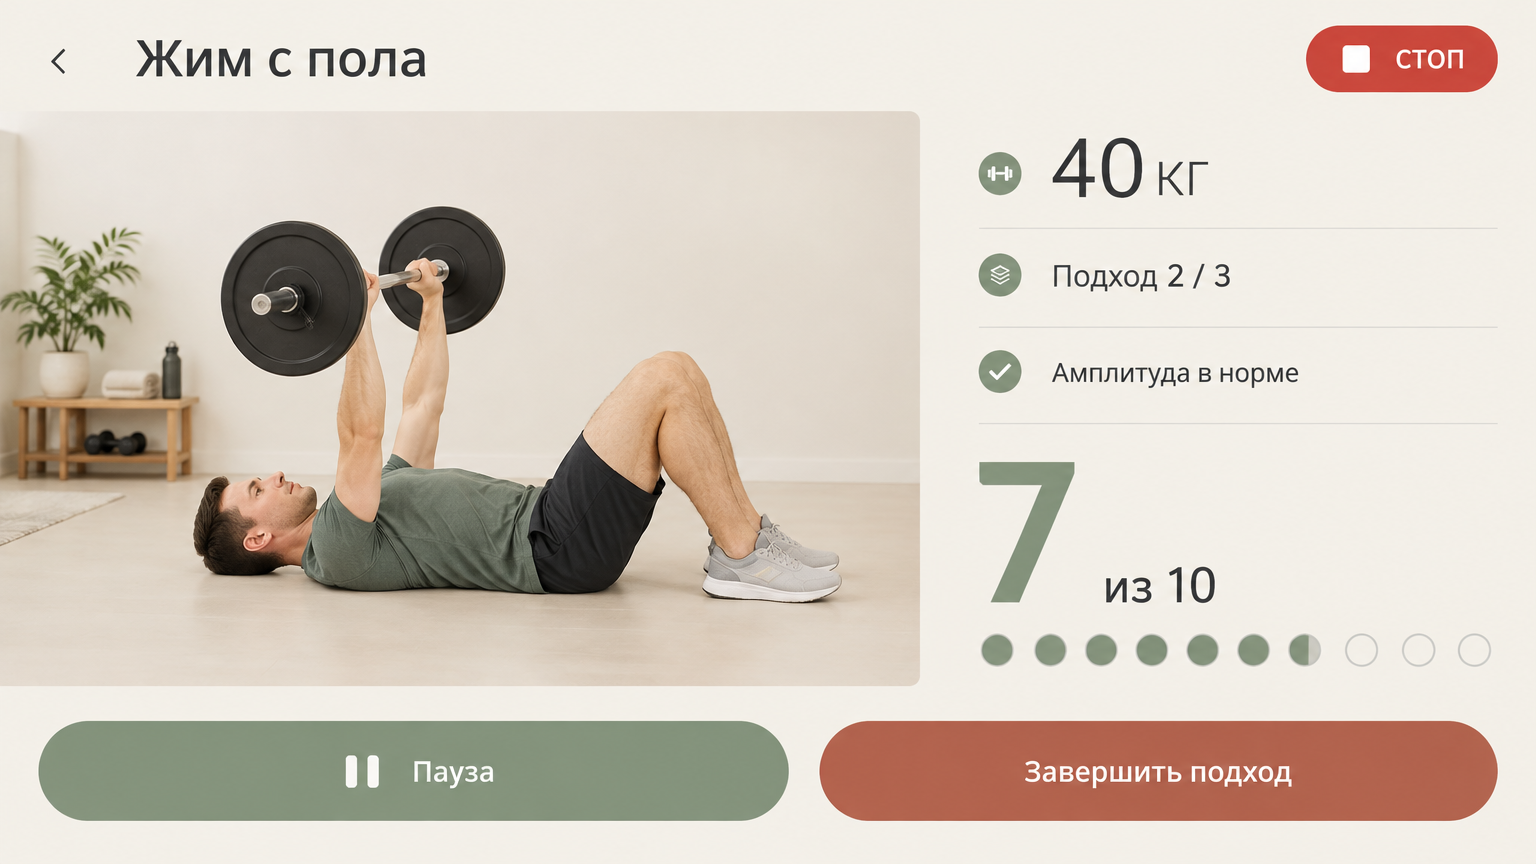 Жим с пола
СТОП
40 КГ
Подход 2 / 3
Амплитуда в норме
7 из 10
Пауза
Завершить подход